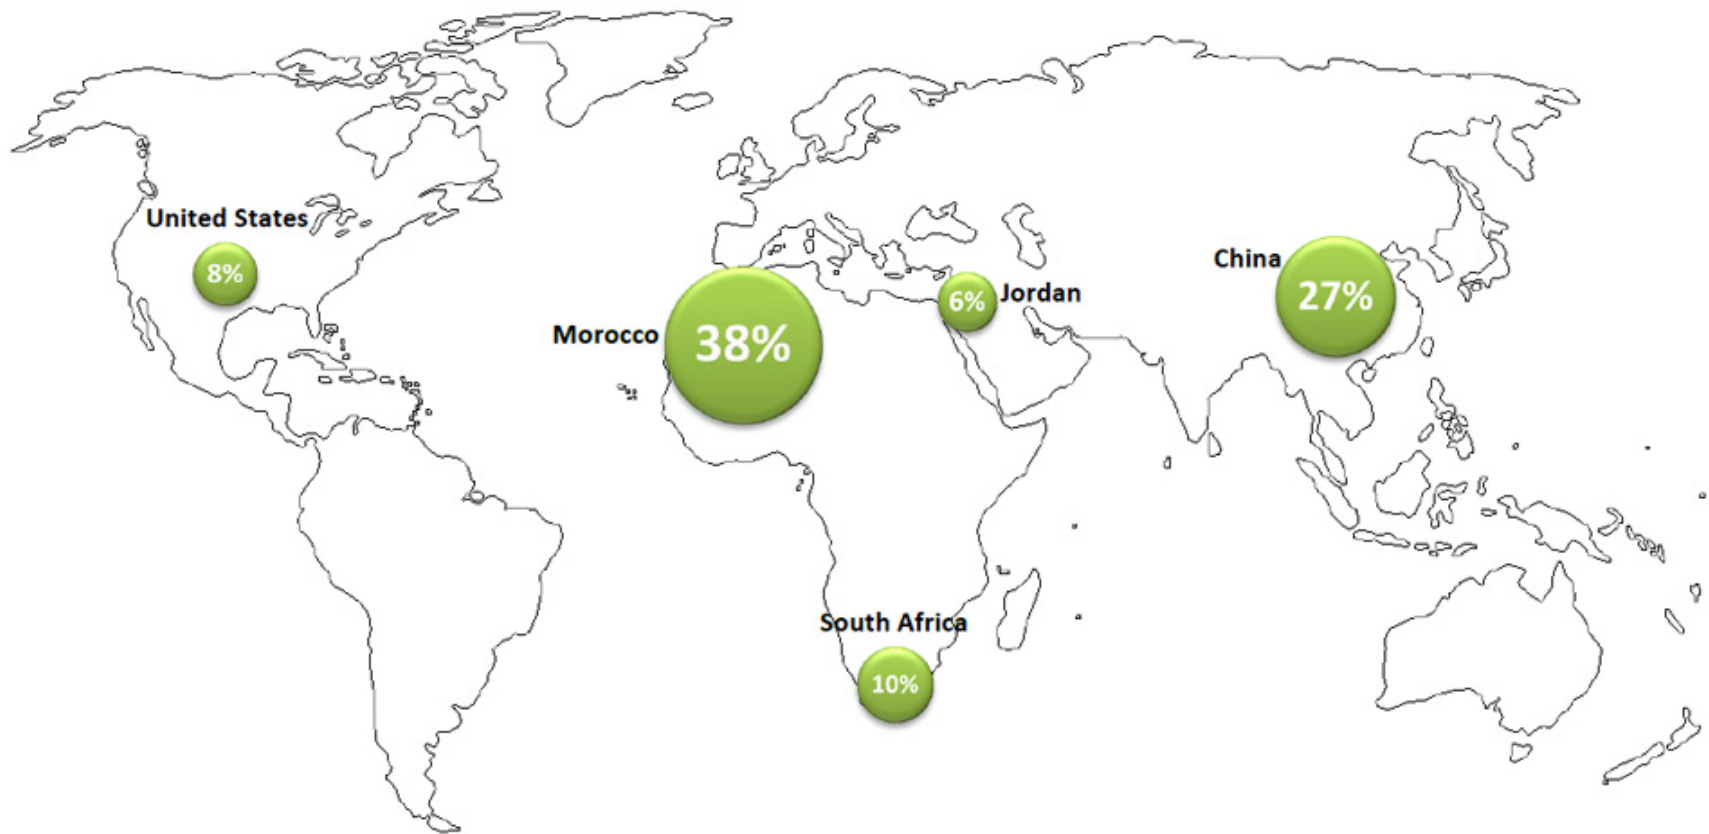 United States
8%
China
27%
6%
Jordan
Morocco
38%
South Africa
10%